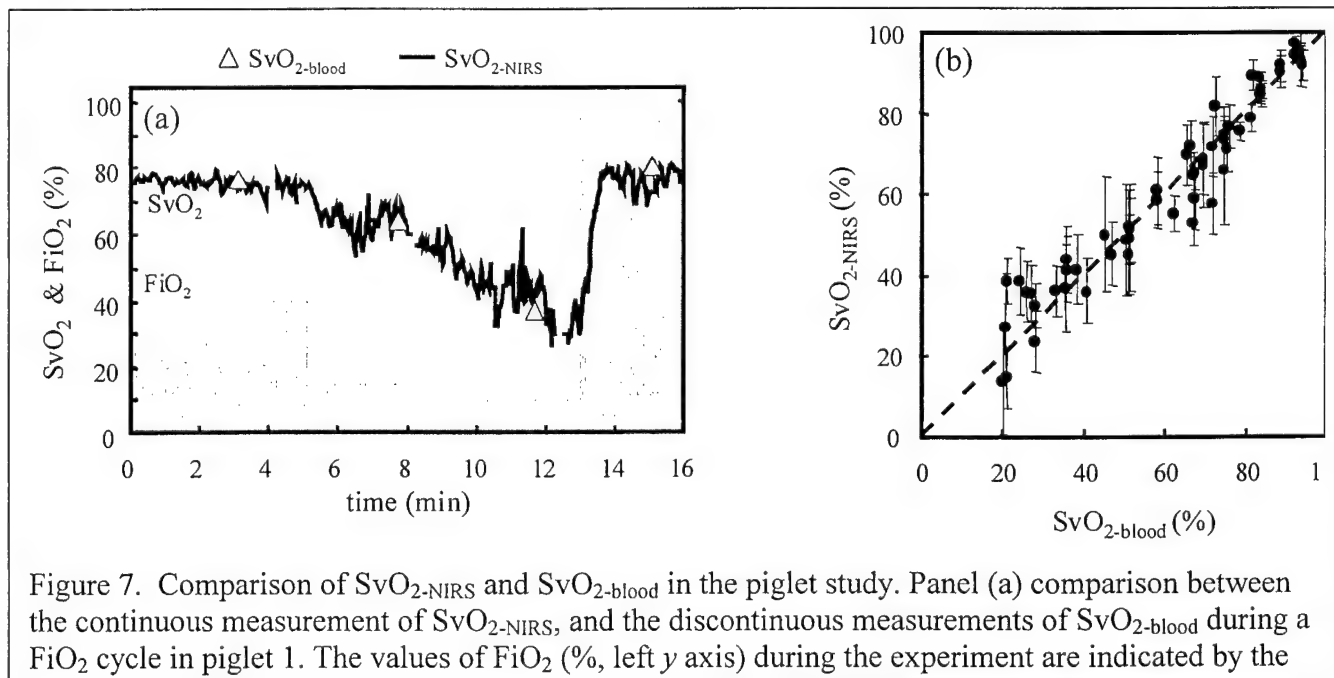 △ SvO2-blood — SvO2-NIRS
(a)
100
80
60
40
20
0
SvO2
FiO2
SvO2 & FiO2 (%)
0 2 4 6 8 10 12 14 16
time (min)
(b)
100
80
60
40
20
0
SvO2-NIRS (%)
0 20 40 60 80 1
SvO2-blood (%)
Figure 7. Comparison of SvO2-NIRS and SvO2-blood in the piglet study. Panel (a) comparison between
the continuous measurement of SvO2-NIRS, and the discontinuous measurements of SvO2-blood during a
FiO2 cycle in piglet 1. The values of FiO2 (%, left y axis) during the experiment are indicated by the